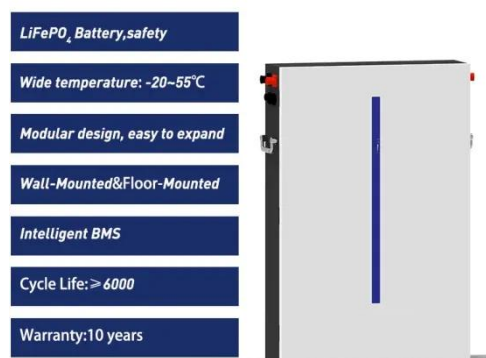 LiFePO₄ Battery,safety
Wide temperature: -20~55℃
Modular design, easy to expand
Wall-Mounted&Floor-Mounted
Intelligent BMS
Cycle Life:≥6000
Warranty:10 years